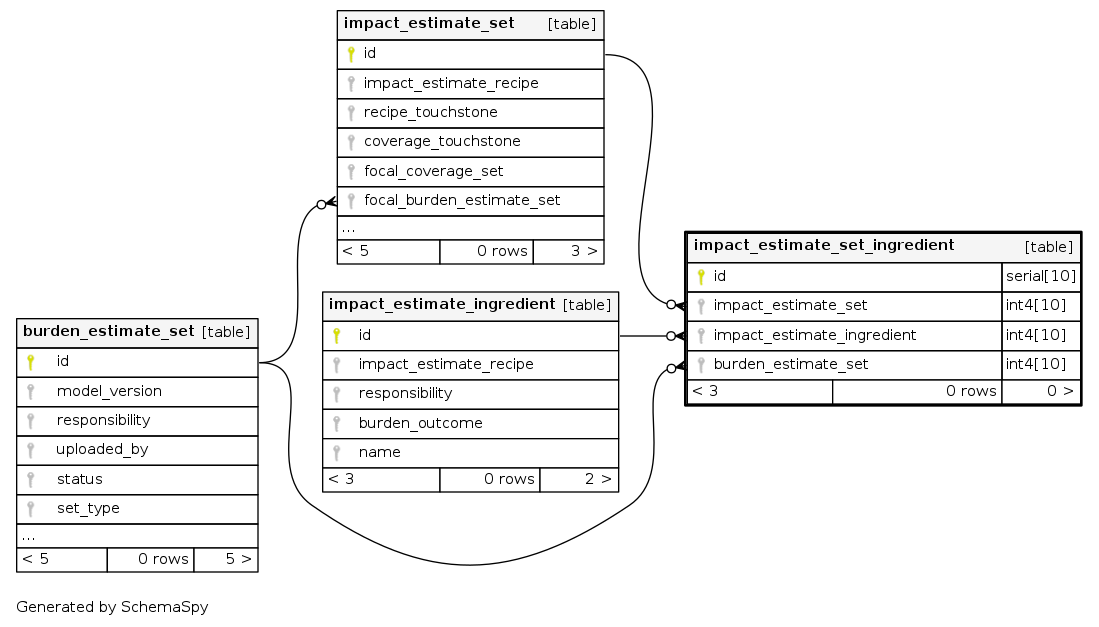 impact_estimate_set [table]
id
impact_estimate_recipe
recipe_touchstone
coverage_touchstone
focal_coverage_set
focal_burden_estimate_set
...
< 5 0 rows 3 >
impact_estimate_set_ingredient [table]
id serial[10]
impact_estimate_set int4[10]
impact_estimate_ingredient int4[10]
burden_estimate_set int4[10]
< 3 0 rows 0 >
impact_estimate_ingredient [table]
id
impact_estimate_recipe
responsibility
burden_outcome
name
< 3 0 rows 2 >
burden_estimate_set [table]
id
model_version
responsibility
uploaded_by
status
set_type
...
< 5 0 rows 5 >
Generated by SchemaSpy